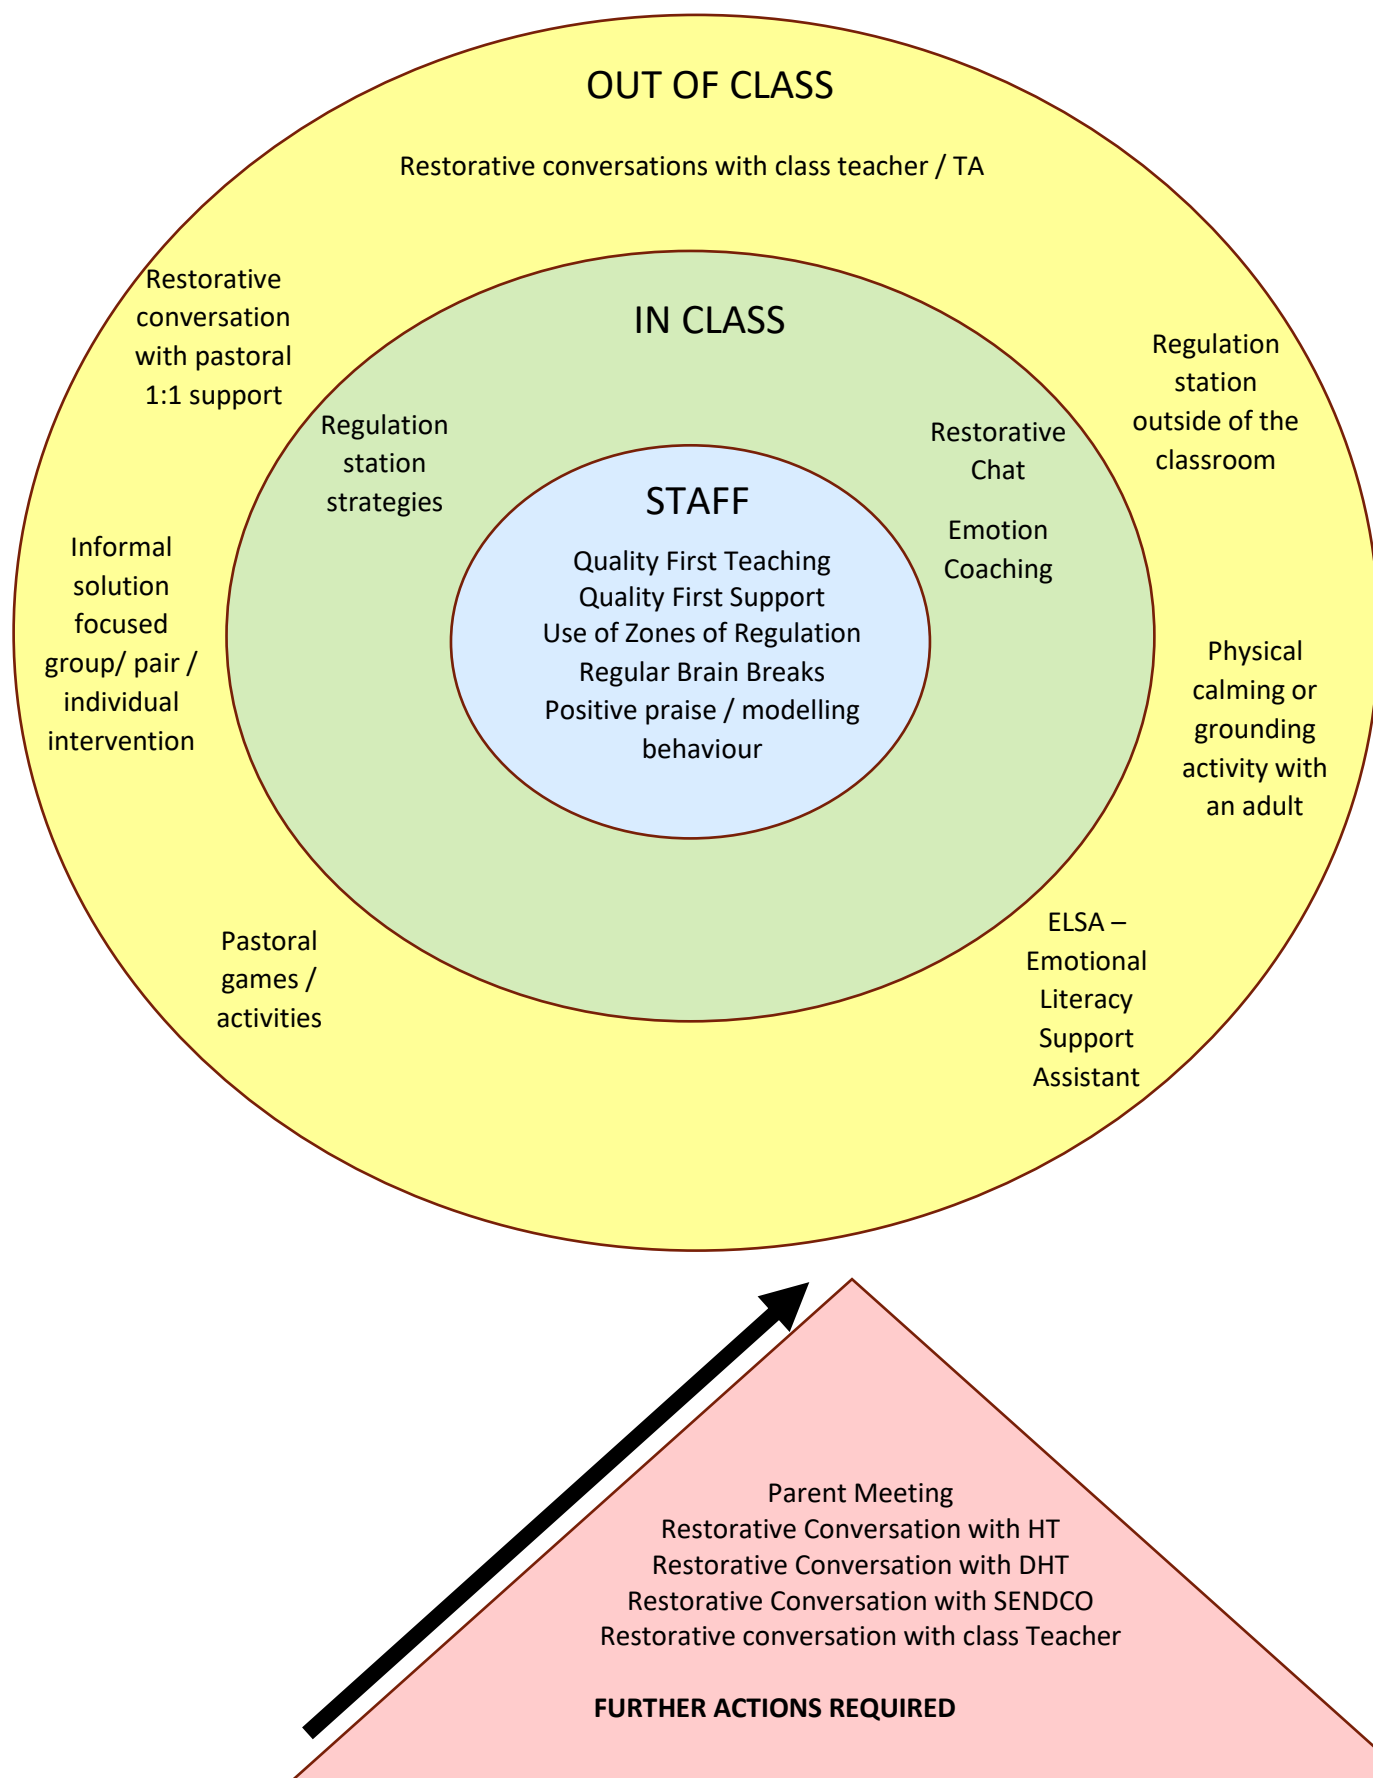 OUT OF CLASS
Restorative conversations with class teacher / TA
Restorative
conversation
with pastoral
1:1 support
IN CLASS
Regulation
station
outside of the
classroom
Regulation
station
strategies
Restorative
Chat
Emotion
Coaching
STAFF
Quality First Teaching
Quality First Support
Use of Zones of Regulation
Regular Brain Breaks
Positive praise / modelling
behaviour
Informal
solution
focused
group/ pair /
individual
intervention
Physical
calming or
grounding
activity with
an adult
Pastoral
games /
activities
ELSA –
Emotional
Literacy
Support
Assistant
Parent Meeting
Restorative Conversation with HT
Restorative Conversation with DHT
Restorative Conversation with SENDCO
Restorative conversation with class Teacher
FURTHER ACTIONS REQUIRED